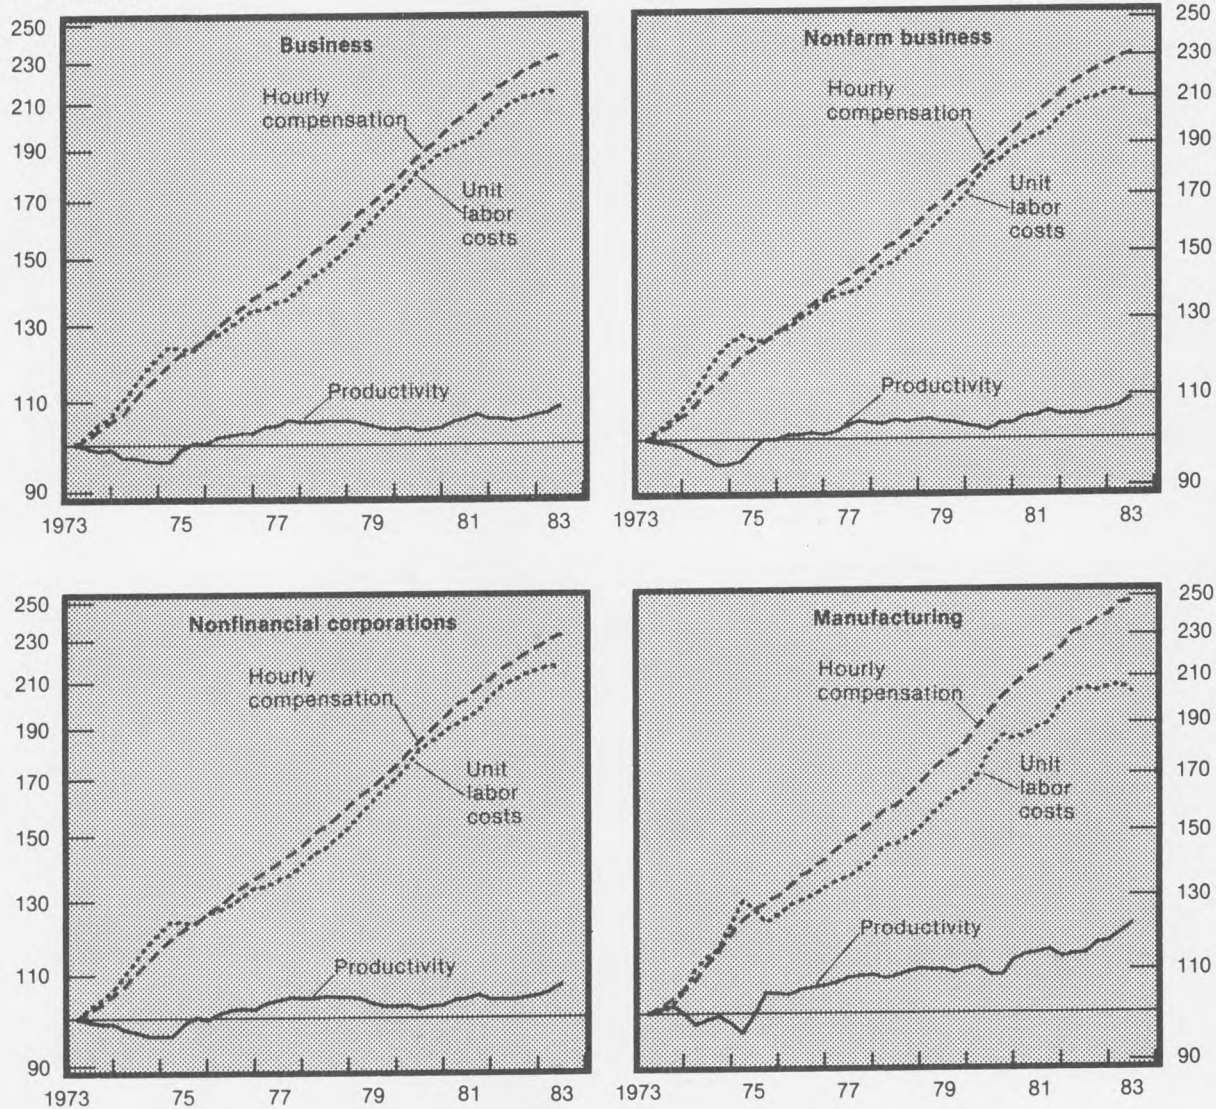 Business
250
230
210
190
170
150
130
110
90
Hourly
compensation
Unit
labor
costs
Productivity
1973 75 77 79 81 83
Nonfarm business
250
230
210
190
170
150
130
110
90
Hourly
compensation
Unit
labor
costs
Productivity
1973 75 77 79 81 83
Nonfinancial corporations
250
230
210
190
170
150
130
110
90
Hourly
compensation
Unit
labor
costs
Productivity
1973 75 77 79 81 83
Manufacturing
250
230
210
190
170
150
130
110
90
Hourly
compensation
Unit
labor
costs
Productivity
1973 75 77 79 81 83